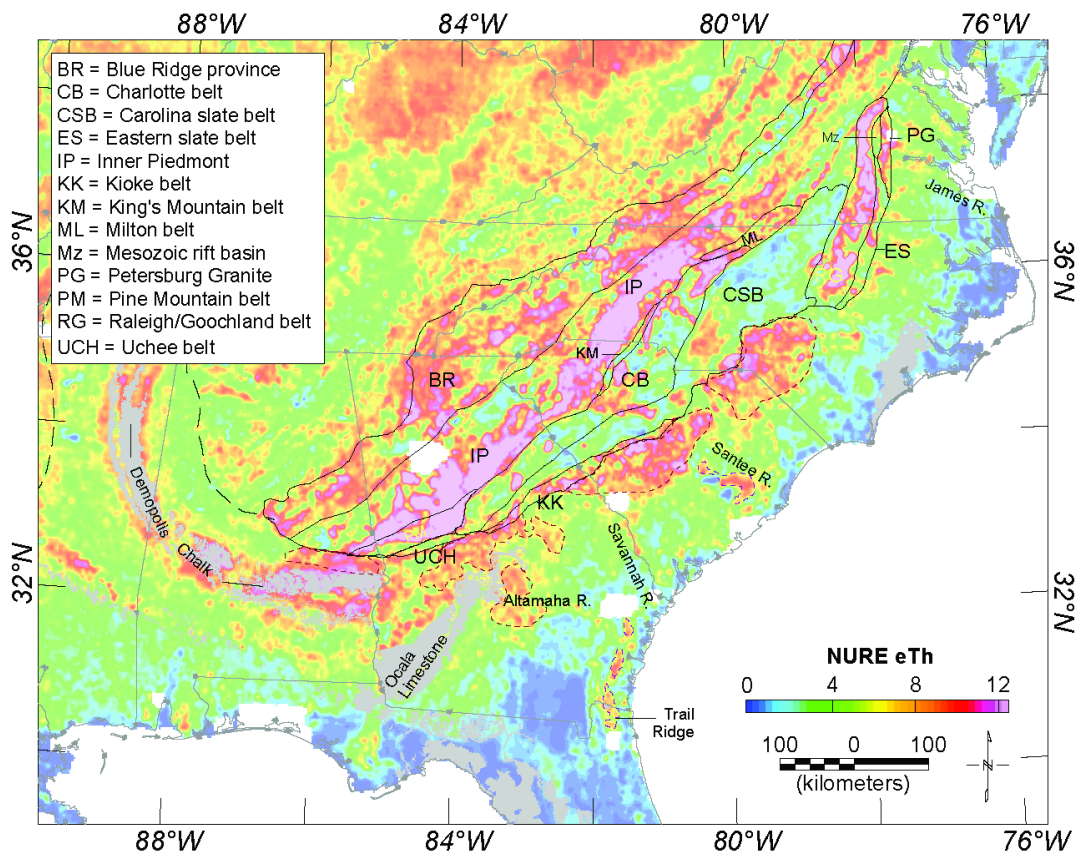 88°W 84°W 80°W 76°W
BR = Blue Ridge province
CB = Charlotte belt
CSB = Carolina slate belt
ES = Eastern slate belt
IP = Inner Piedmont
KK = Kioke belt
KM = King's Mountain belt
ML = Milton belt
Mz = Mesozoic rift basin
PG = Petersburg Granite
PM = Pine Mountain belt
RG = Raleigh/Goochland belt
UCH = Uchee belt
Mz
PG
James R.
36°N
36°N
ML
ES
IP
CSB
KM
BR
CB
IP
Santee R.
Demopolis
Chalk
KK
Savannah R.
UCH
32°N
32°N
Altamaha R.
Ocala
Limestone
NURE eTh
0 4 8 12
Trail
Ridge
100 0 100
(kilometers)
N
88°W 84°W 80°W 76°W